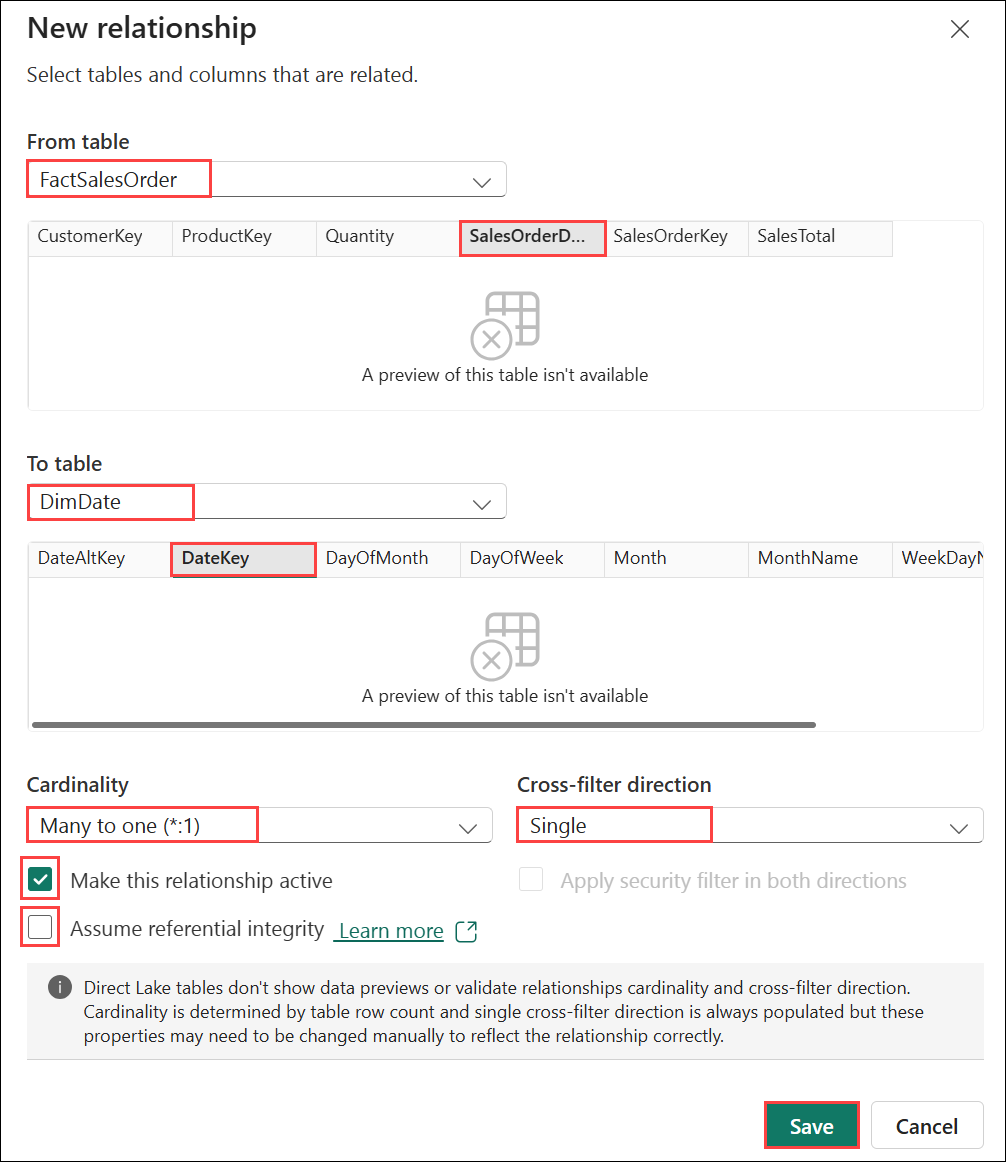 New relationship
Select tables and columns that are related.
From table
FactSalesOrder
CustomerKey ProductKey Quantity SalesOrderD... SalesOrderKey SalesTotal
A preview of this table isn't available
To table
DimDate
DateAltKey DateKey DayOfMonth DayOfWeek Month MonthName WeekDayN
A preview of this table isn't available
Cardinality Cross-filter direction
Many to one (*:1) Single
Make this relationship active Apply security filter in both directions
Assume referential integrity Learn more
Direct Lake tables don't show data previews or validate relationships cardinality and cross-filter direction.
Cardinality is determined by table row count and single cross-filter direction is always populated but these
properties may need to be changed manually to reflect the relationship correctly.
Save Cancel